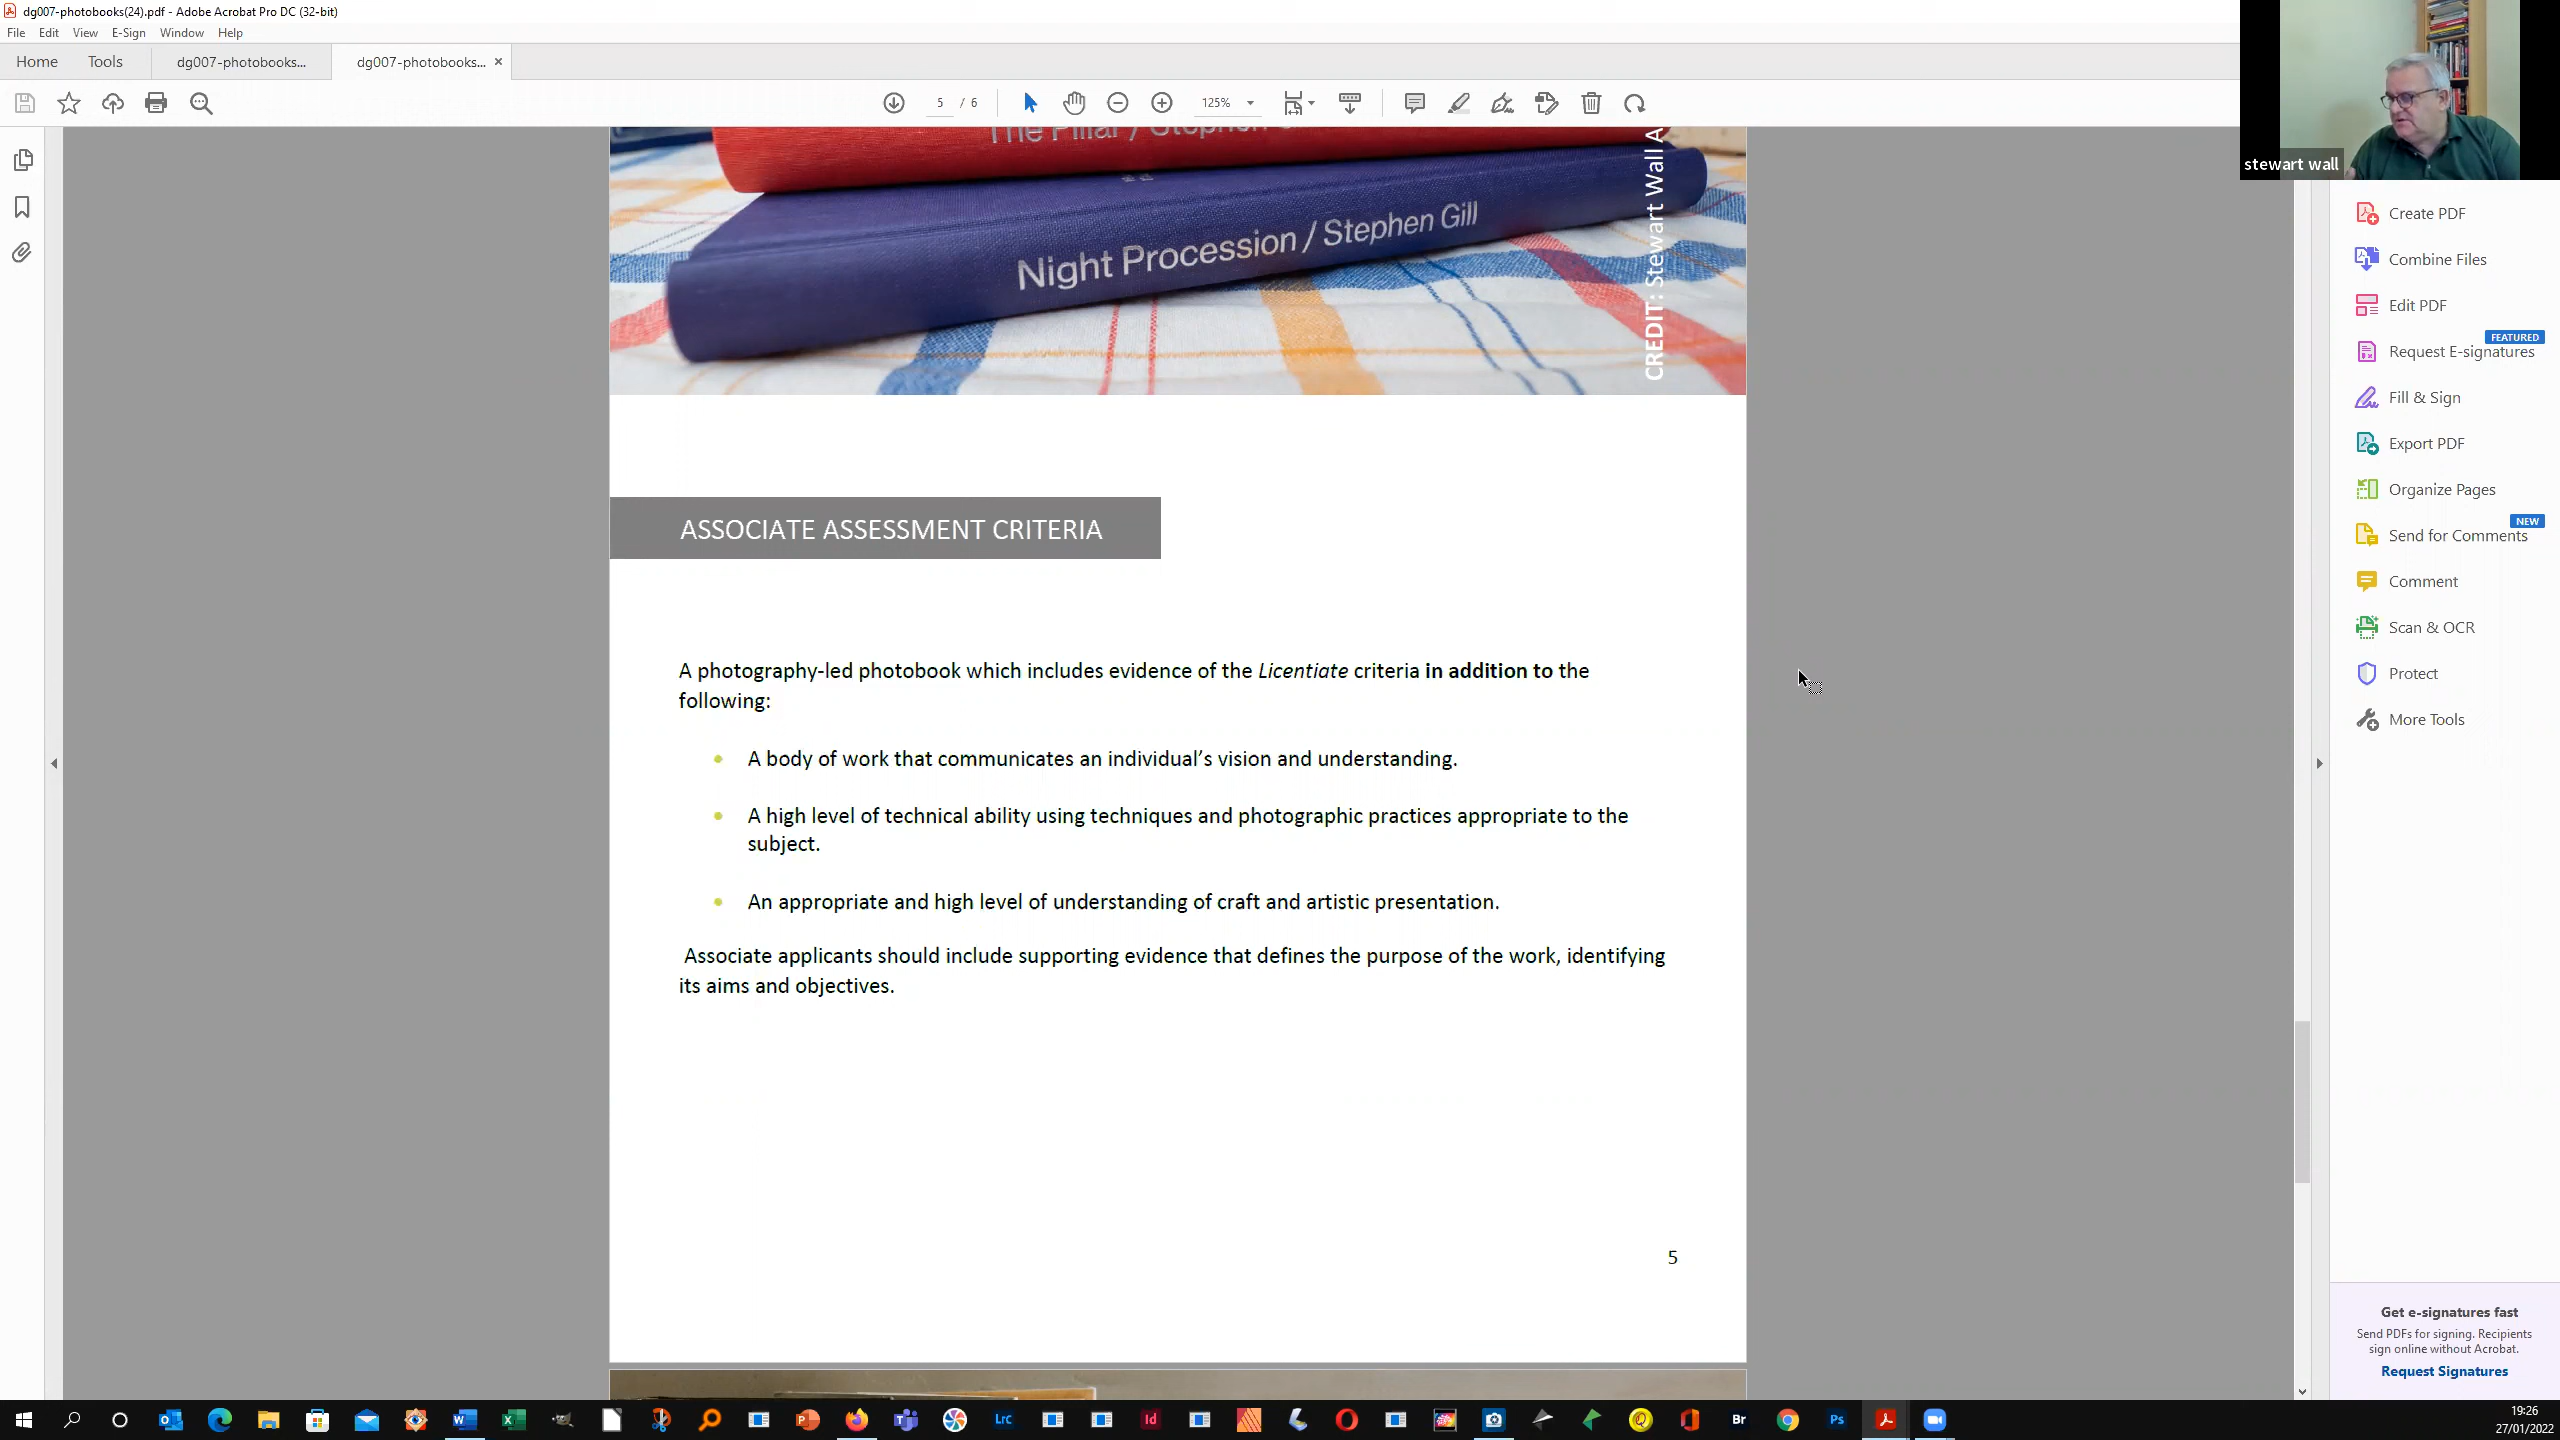 dg007-photobooks(24).pdf - Adobe Acrobat Pro DC (32-bit)
File Edit View E-Sign Window Help
Home Tools dg007-photobooks... dg007-photobooks...
5 / 6 125%
stewart wall
The Pillar / Stephen
Night Procession / Stephen Gill
CREDIT: Stewart Wall A
ASSOCIATE ASSESSMENT CRITERIA
A photography-led photobook which includes evidence of the Licentiate criteria in addition to the
following:
A body of work that communicates an individual’s vision and understanding.
A high level of technical ability using techniques and photographic practices appropriate to the
subject.
An appropriate and high level of understanding of craft and artistic presentation.
Associate applicants should include supporting evidence that defines the purpose of the work, identifying
its aims and objectives.
5
Create PDF
Combine Files
Edit PDF
FEATURED
Request E-signatures
Fill & Sign
Export PDF
Organize Pages
NEW
Send for Comments
Comment
Scan & OCR
Protect
More Tools
Get e-signatures fast
Send PDFs for signing. Recipients
sign online without Acrobat.
Request Signatures
Lrc Id Br Ps
19:26
27/01/2022